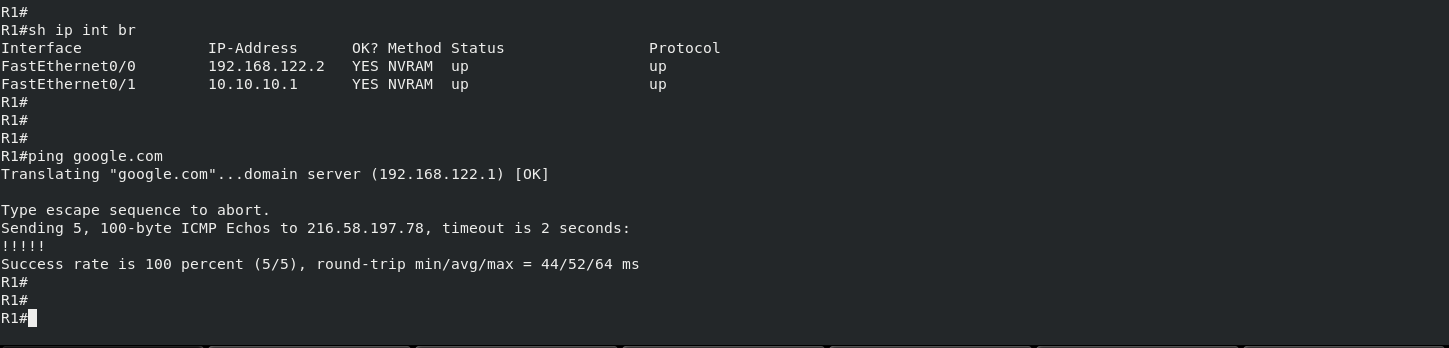 R1#
R1#sh ip int br
Interface              IP-Address      OK? Method Status                Protocol
FastEthernet0/0        192.168.122.2   YES NVRAM  up                    up
FastEthernet0/1        10.10.10.1      YES NVRAM  up                    up
R1#
R1#
R1#
R1#ping google.com
Translating "google.com"...domain server (192.168.122.1) [OK]

Type escape sequence to abort.
Sending 5, 100-byte ICMP Echos to 216.58.197.78, timeout is 2 seconds:
!!!!!
Success rate is 100 percent (5/5), round-trip min/avg/max = 44/52/64 ms
R1#
R1#
R1#